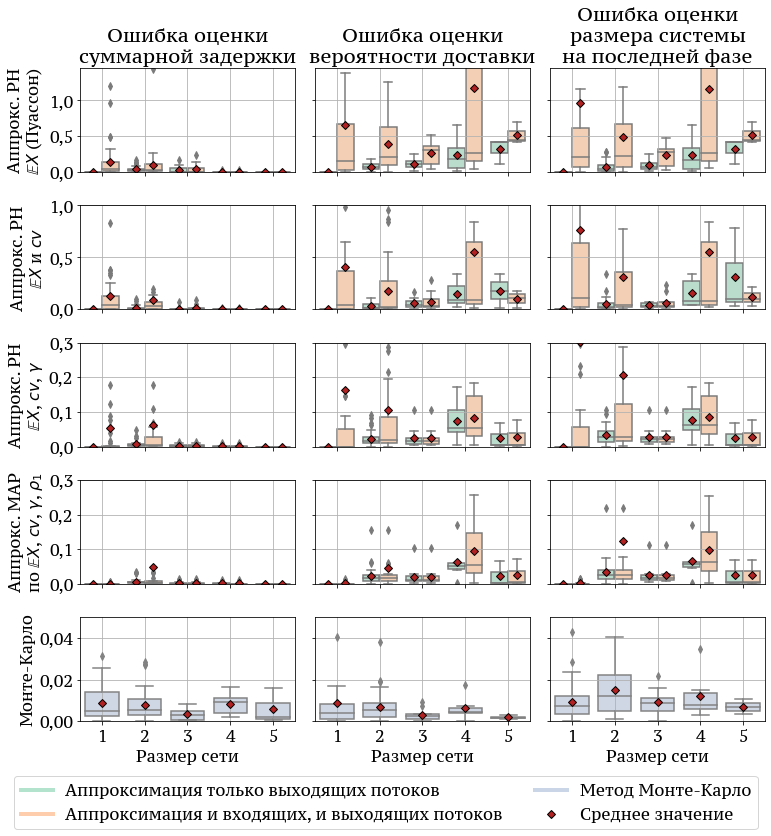 Ошибка оценки
суммарной задержки
Ошибка оценки
вероятности доставки
Ошибка оценки
размера системы
на последней фазе
Аппрокс. PH
𝔼X (Пуассон)
1,0
0,5
0,0
Аппрокс. PH
𝔼X и cv
1,0
0,5
0,0
Аппрокс. PH
𝔼X, cv, γ
0,3
0,2
0,1
0,0
Аппрокс. MAP
по 𝔼X, cv, γ, ρ₁
0,3
0,2
0,1
0,0
Монте-Карло
0,04
0,02
0,00
1 2 3 4 5
Размер сети
1 2 3 4 5
Размер сети
1 2 3 4 5
Размер сети
Аппроксимация только выходящих потоков
Аппроксимация и входящих, и выходящих потоков
Метод Монте-Карло
Среднее значение